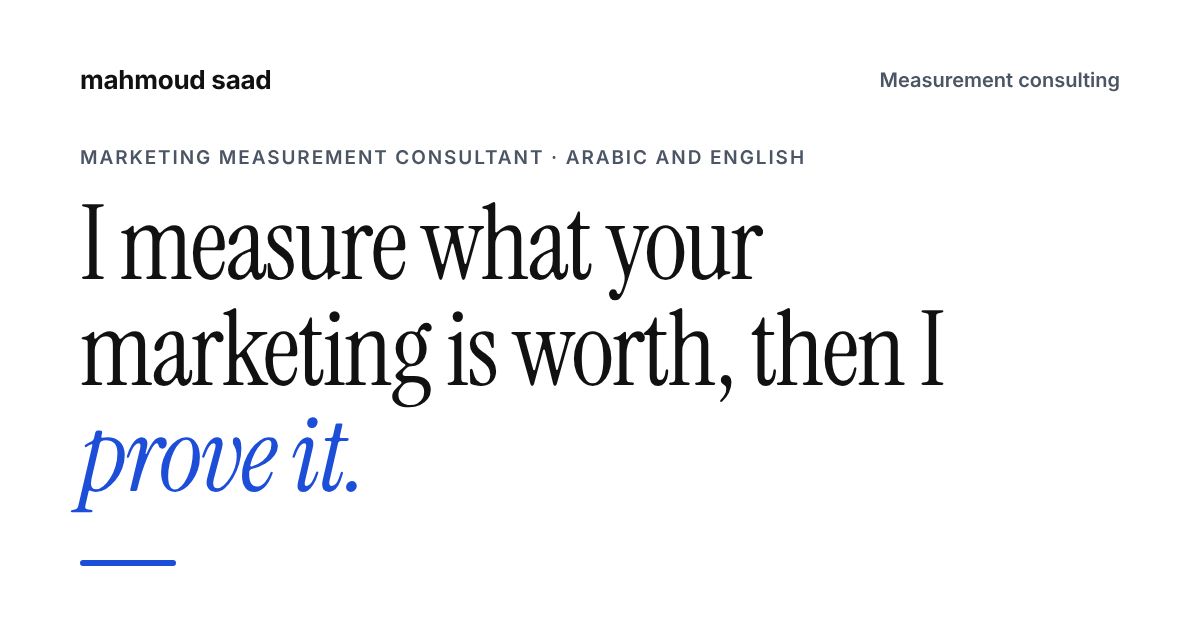 mahmoud saad
Measurement consulting
MARKETING MEASUREMENT CONSULTANT · ARABIC AND ENGLISH
I measure what your
marketing is worth, then I
prove it.